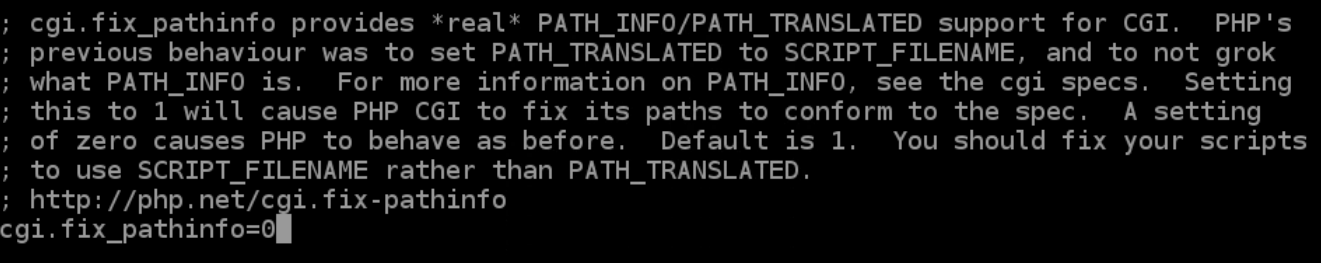 ; cgi.fix_pathinfo provides *real* PATH_INFO/PATH_TRANSLATED support for CGI.  PHP's
; previous behaviour was to set PATH_TRANSLATED to SCRIPT_FILENAME, and to not grok
; what PATH_INFO is.  For more information on PATH_INFO, see the cgi specs.  Setting
; this to 1 will cause PHP CGI to fix its paths to conform to the spec.  A setting
; of zero causes PHP to behave as before.  Default is 1.  You should fix your scripts
; to use SCRIPT_FILENAME rather than PATH_TRANSLATED.
; http://php.net/cgi.fix-pathinfo
cgi.fix_pathinfo=0